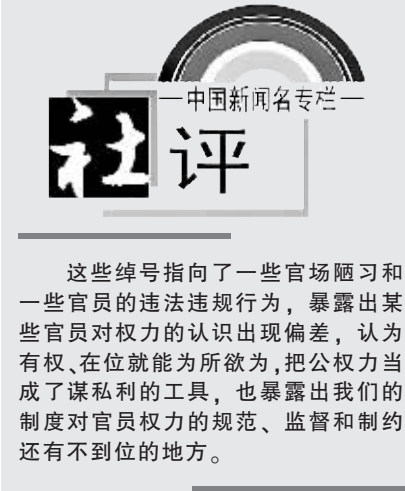 —中国新闻名专栏—
社评
这些绰号指向了一些官场陋习和
一些官员的违法违规行为，暴露出某
些官员对权力的认识出现偏差，认为
有权、在位就能为所欲为，把公权力当
成了谋私利的工具，也暴露出我们的
制度对官员权力的规范、监督和制约
还有不到位的地方。